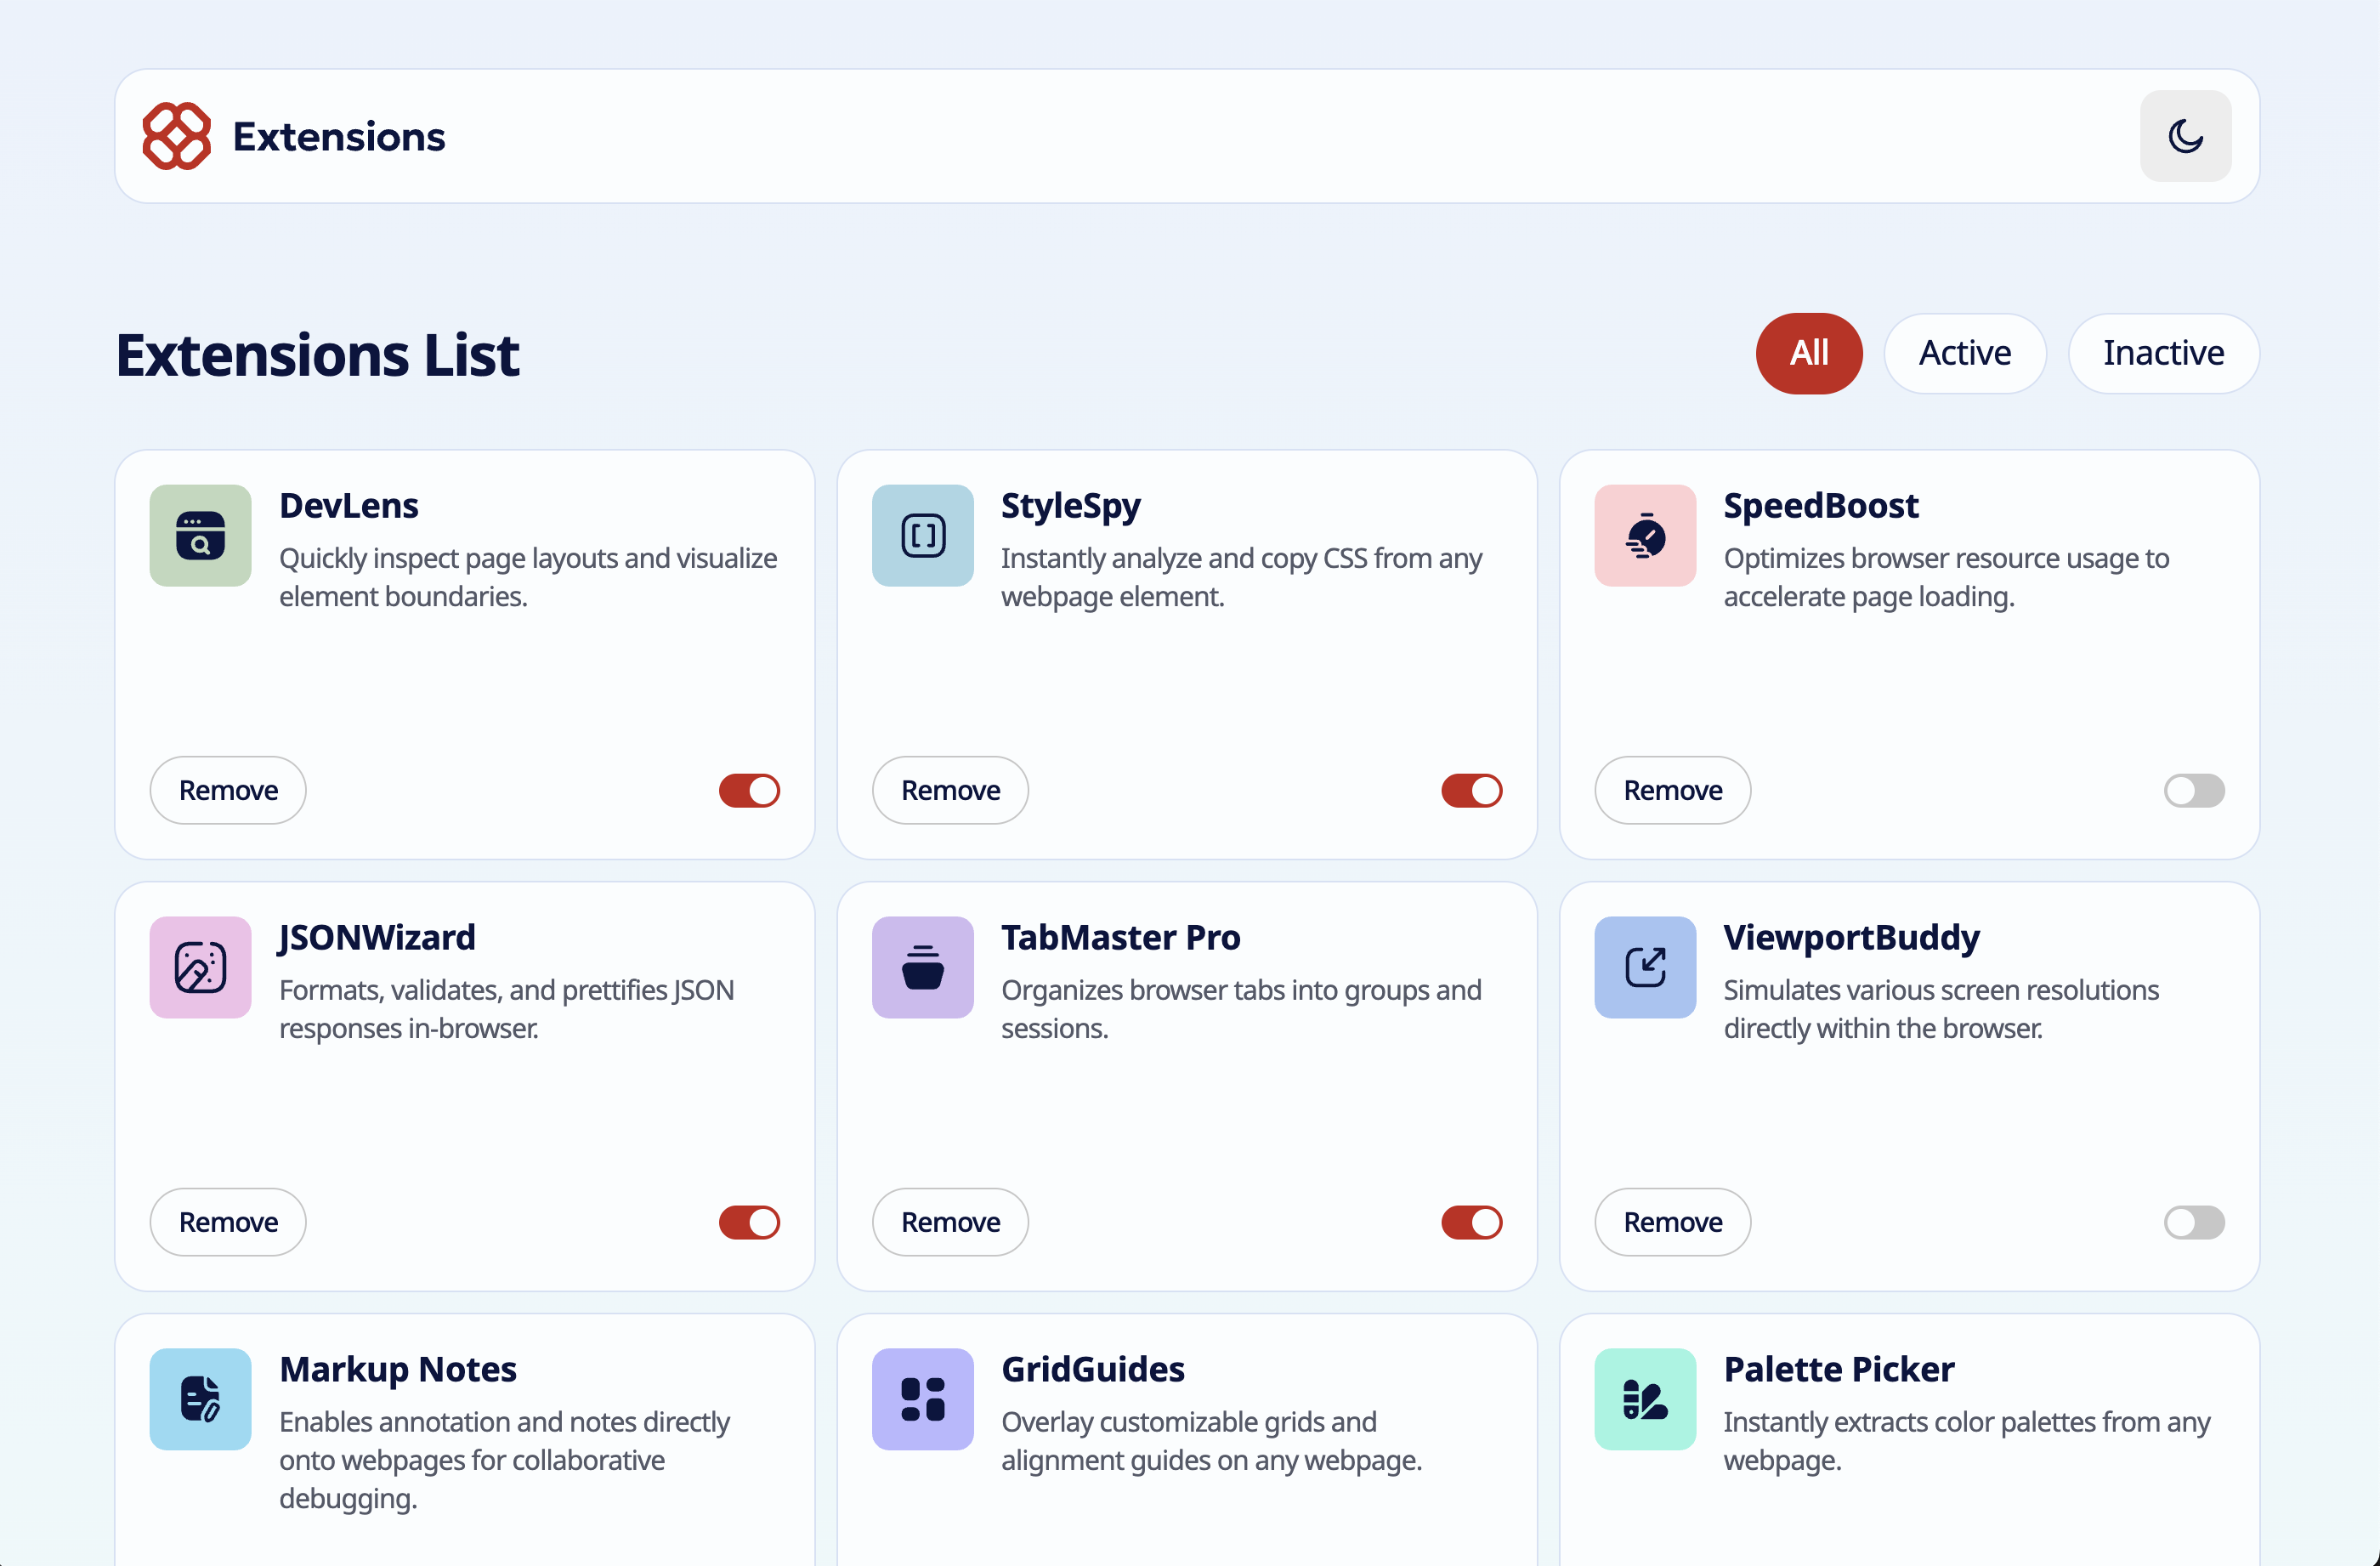 Extensions
Extensions List
All
Active
Inactive
DevLens
Quickly inspect page layouts and visualize
element boundaries.
Remove
StyleSpy
Instantly analyze and copy CSS from any
webpage element.
Remove
SpeedBoost
Optimizes browser resource usage to
accelerate page loading.
Remove
JSONWizard
Formats, validates, and prettifies JSON
responses in-browser.
Remove
TabMaster Pro
Organizes browser tabs into groups and
sessions.
Remove
ViewportBuddy
Simulates various screen resolutions
directly within the browser.
Remove
Markup Notes
Enables annotation and notes directly
onto webpages for collaborative
debugging.
GridGuides
Overlay customizable grids and
alignment guides on any webpage.
Palette Picker
Instantly extracts color palettes from any
webpage.